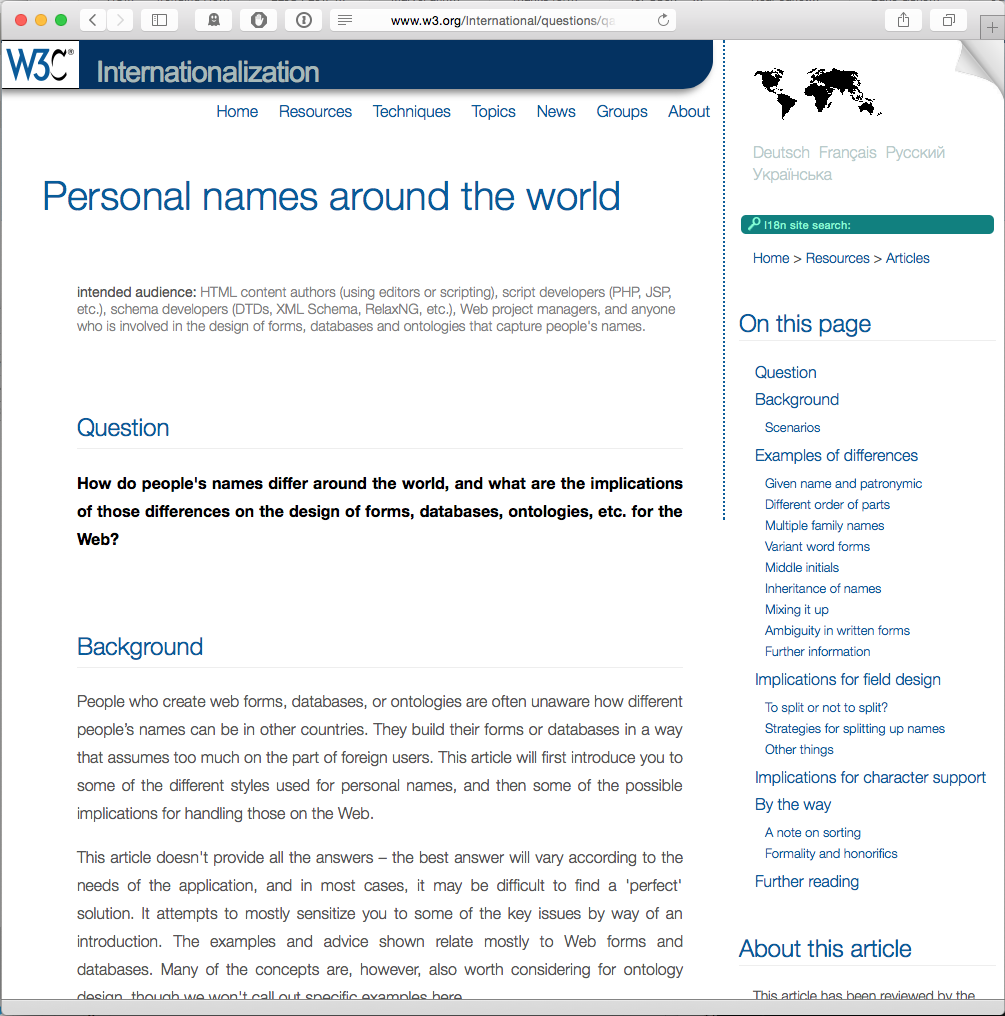 www.w3.org/International/questions/qa
W3C®
Internationalization
Home Resources Techniques Topics News Groups About
Personal names around the world
intended audience: HTML content authors (using editors or scripting), script developers (PHP, JSP,
etc.), schema developers (DTDs, XML Schema, RelaxNG, etc.), Web project managers, and anyone
who is involved in the design of forms, databases and ontologies that capture people's names.
Question
How do people's names differ around the world, and what are the implications
of those differences on the design of forms, databases, ontologies, etc. for the
Web?
Background
People who create web forms, databases, or ontologies are often unaware how different
people’s names can be in other countries. They build their forms or databases in a way
that assumes too much on the part of foreign users. This article will first introduce you to
some of the different styles used for personal names, and then some of the possible
implications for handling those on the Web.
This article doesn't provide all the answers – the best answer will vary according to the
needs of the application, and in most cases, it may be difficult to find a 'perfect'
solution. It attempts to mostly sensitize you to some of the key issues by way of an
introduction. The examples and advice shown relate mostly to Web forms and
databases. Many of the concepts are, however, also worth considering for ontology
design, though we won't call out specific examples here.
Deutsch Français Русский
Українська
I18n site search:
Home > Resources > Articles
On this page
Question
Background
Scenarios
Examples of differences
Given name and patronymic
Different order of parts
Multiple family names
Variant word forms
Middle initials
Inheritance of names
Mixing it up
Ambiguity in written forms
Further information
Implications for field design
To split or not to split?
Strategies for splitting up names
Other things
Implications for character support
By the way
A note on sorting
Formality and honorifics
Further reading
About this article
This article has been reviewed by the